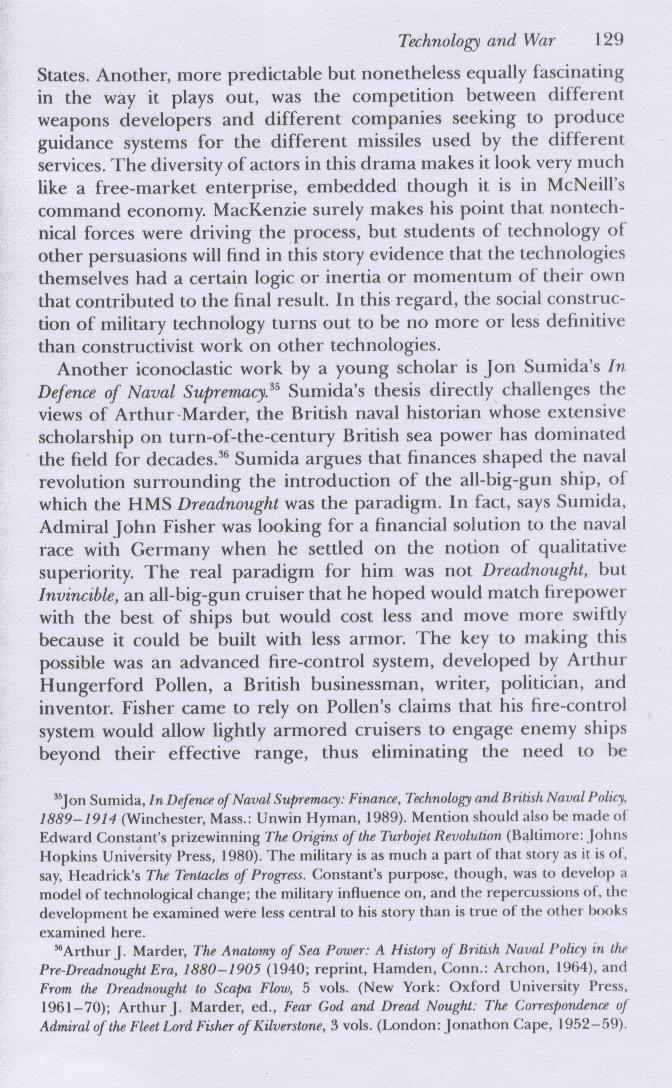 Technology and War 129
States. Another, more predictable but nonetheless equally fascinating
in the way it plays out, was the competition between different
weapons developers and different companies seeking to produce
guidance systems for the different missiles used by the different
services. The diversity of actors in this drama makes it look very much
like a free-market enterprise, embedded though it is in McNeill's
command economy. MacKenzie surely makes his point that nontech-
nical forces were driving the process, but students of technology of
other persuasions will find in this story evidence that the technologies
themselves had a certain logic or inertia or momentum of their own
that contributed to the final result. In this regard, the social construc-
tion of military technology turns out to be no more or less definitive
than constructivist work on other technologies.
Another iconoclastic work by a young scholar is Jon Sumida's In
Defence of Naval Supremacy.³⁵ Sumida's thesis directly challenges the
views of Arthur Marder, the British naval historian whose extensive
scholarship on turn-of-the-century British sea power has dominated
the field for decades.³⁶ Sumida argues that finances shaped the naval
revolution surrounding the introduction of the all-big-gun ship, of
which the HMS Dreadnought was the paradigm. In fact, says Sumida,
Admiral John Fisher was looking for a financial solution to the naval
race with Germany when he settled on the notion of qualitative
superiority. The real paradigm for him was not Dreadnought, but
Invincible, an all-big-gun cruiser that he hoped would match firepower
with the best of ships but would cost less and move more swiftly
because it could be built with less armor. The key to making this
possible was an advanced fire-control system, developed by Arthur
Hungerford Pollen, a British businessman, writer, politician, and
inventor. Fisher came to rely on Pollen's claims that his fire-control
system would allow lightly armored cruisers to engage enemy ships
beyond their effective range, thus eliminating the need to be
³⁵Jon Sumida, In Defence of Naval Supremacy: Finance, Technology and British Naval Policy,
1889–1914 (Winchester, Mass.: Unwin Hyman, 1989). Mention should also be made of
Edward Constant's prizewinning The Origins of the Turbojet Revolution (Baltimore: Johns
Hopkins University Press, 1980). The military is as much a part of that story as it is of,
say, Headrick's The Tentacles of Progress. Constant's purpose, though, was to develop a
model of technological change; the military influence on, and the repercussions of, the
development he examined were less central to his story than is true of the other books
examined here.
³⁶Arthur J. Marder, The Anatomy of Sea Power: A History of British Naval Policy in the
Pre-Dreadnought Era, 1880–1905 (1940; reprint, Hamden, Conn.: Archon, 1964), and
From the Dreadnought to Scapa Flow, 5 vols. (New York: Oxford University Press,
1961–70); Arthur J. Marder, ed., Fear God and Dread Nought: The Correspondence of
Admiral of the Fleet Lord Fisher of Kilverstone, 3 vols. (London: Jonathon Cape, 1952–59).